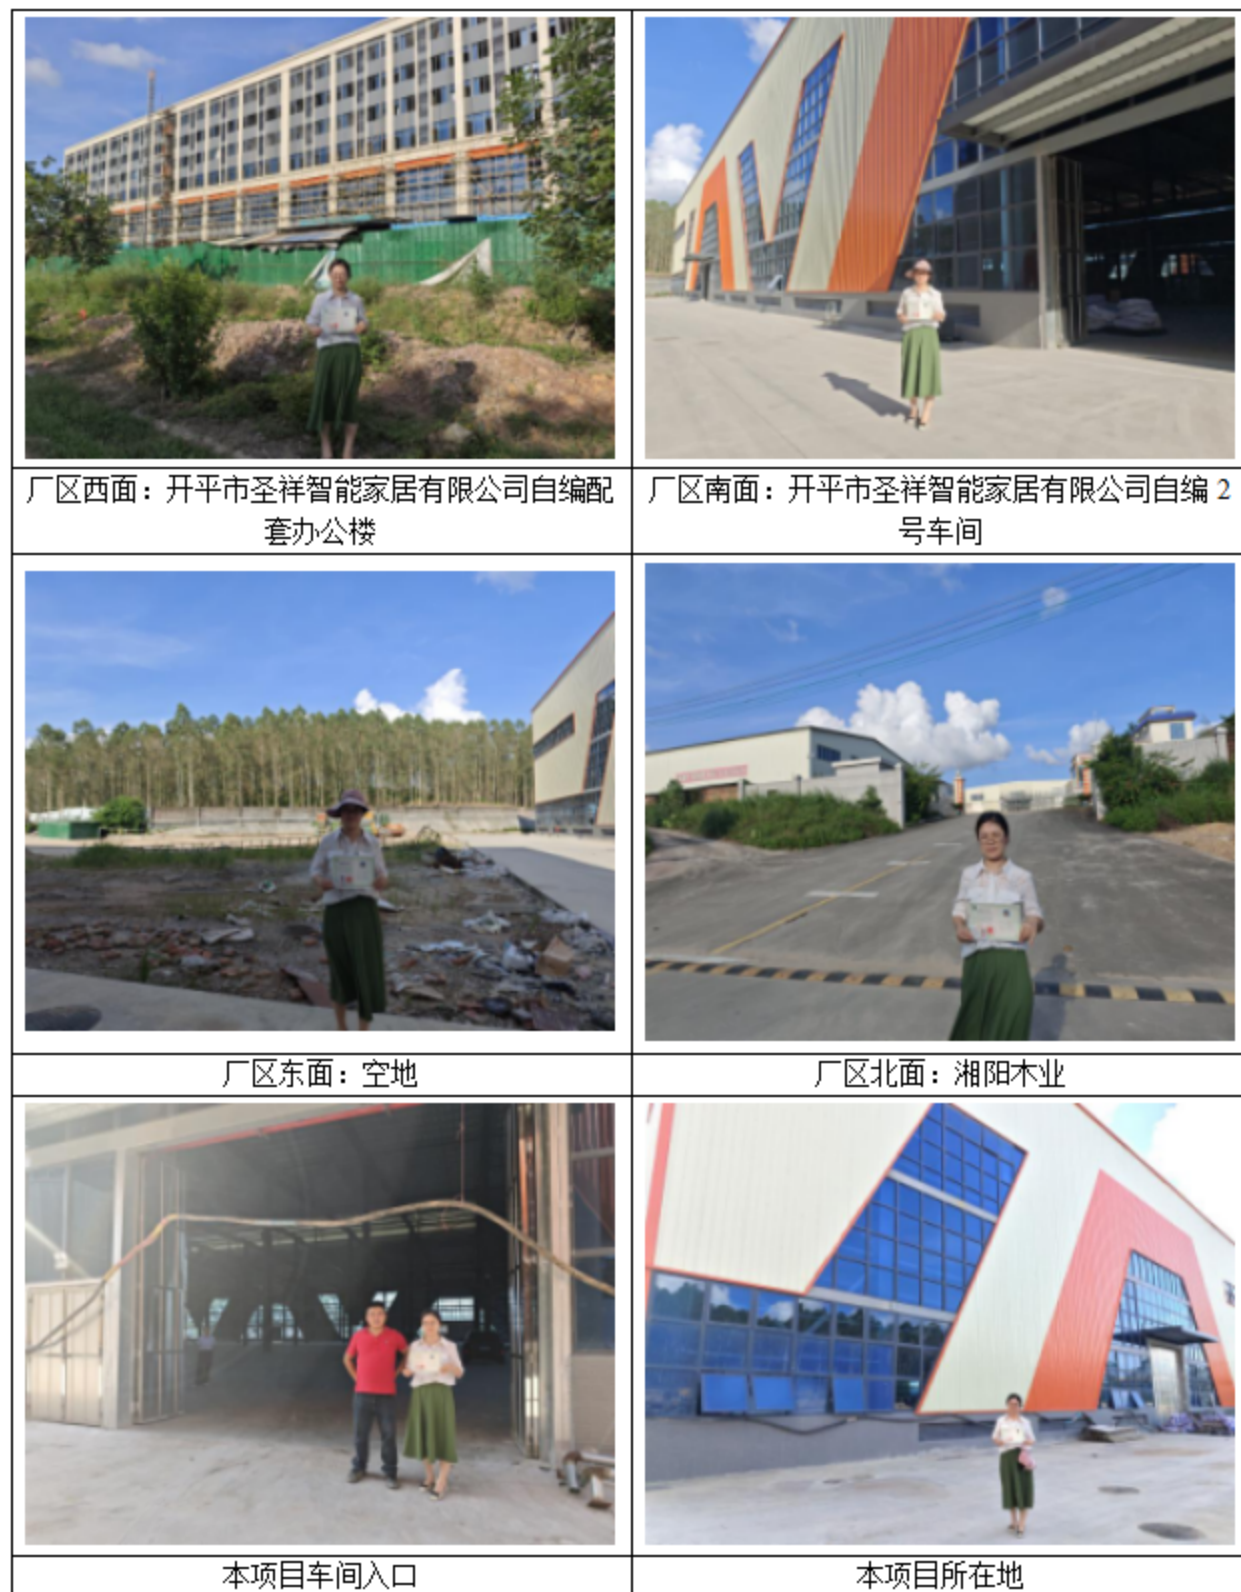 厂区西面：开平市圣祥智能家居有限公司自编配
套办公楼
厂区南面：开平市圣祥智能家居有限公司自编 2
号车间
厂区东面：空地
厂区北面：湘阳木业
本项目车间入口
本项目所在地